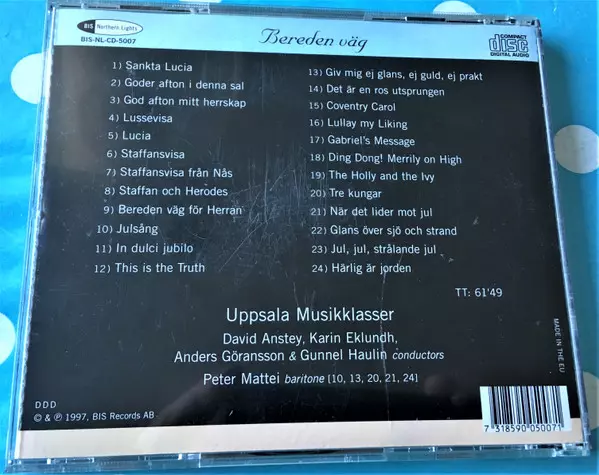 BIS Northern Lights
BIS-NL-CD-5007
Bereden väg
COMPACT
disc
DIGITAL AUDIO
1) Sankta Lucia
2) Goder afton i denna sal
3) God afton mitt herrskap
4) Lussevisa
5) Lucia
6) Staffansvisa
7) Staffansvisa från Nås
8) Staffan och Herodes
9) Bereden väg för Herran
10) Julsång
11) In dulci jubilo
12) This is the Truth
13) Giv mig ej glans, ej guld, ej prakt
14) Det är en ros utsprungen
15) Coventry Carol
16) Lullay my Liking
17) Gabriel's Message
18) Ding Dong! Merrily on High
19) The Holly and the Ivy
20) Tre kungar
21) När det lider mot jul
22) Glans över sjö och strand
23) Jul, jul, strålande jul
24) Härlig är jorden
TT: 61'49
Uppsala Musikklasser
David Anstey, Karin Eklundh,
Anders Göransson & Gunnel Haulin conductors
Peter Mattei baritone [10, 13, 20, 21, 24]
MADE IN THE EU
DDD
© & ℗ 1997, BIS Records AB
7 318590 050071